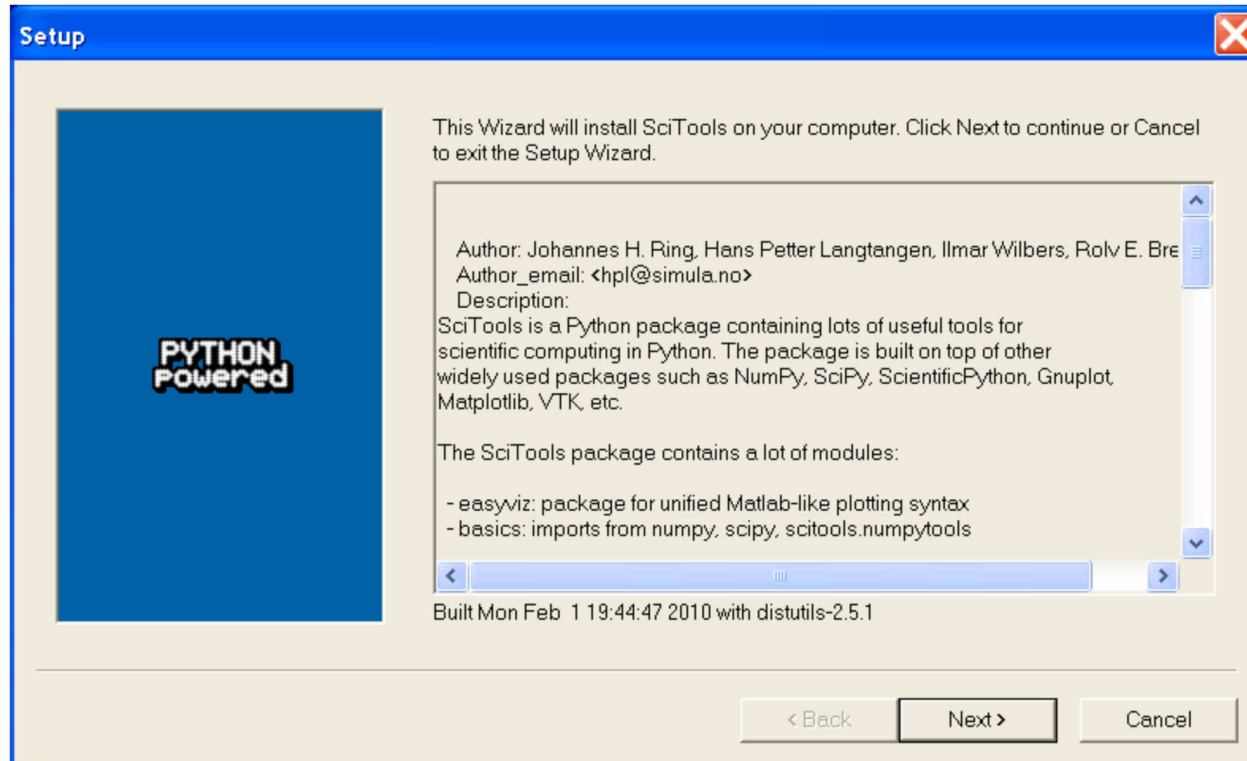 Setup
This Wizard will install SciTools on your computer. Click Next to continue or Cancel
to exit the Setup Wizard.
Author: Johannes H. Ring, Hans Petter Langtangen, Ilmar Wilbers, Rolv E. Bre
Author_email: <hpl@simula.no>
Description:
SciTools is a Python package containing lots of useful tools for
scientific computing in Python. The package is built on top of other
widely used packages such as NumPy, SciPy, ScientificPython, Gnuplot,
Matplotlib, VTK, etc.
The SciTools package contains a lot of modules:
- easyviz: package for unified Matlab-like plotting syntax
- basics: imports from numpy, scipy, scitools.numpytools
PYTHON
Powered
Built Mon Feb 1 19:44:47 2010 with distutils-2.5.1
< Back
Next >
Cancel